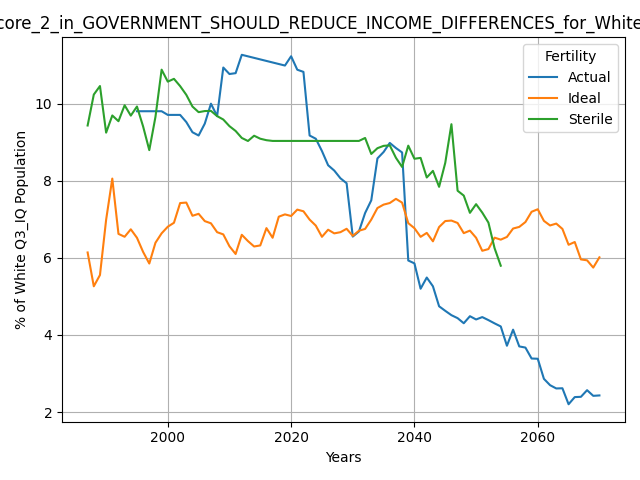 core_2_in_GOVERNMENT_SHOULD_REDUCE_INCOME_DIFFERENCES_for_White
Fertility
Actual
Ideal
Sterile
% of White Q3_IQ Population
10
8
6
4
2
2000 2020 2040 2060
Years